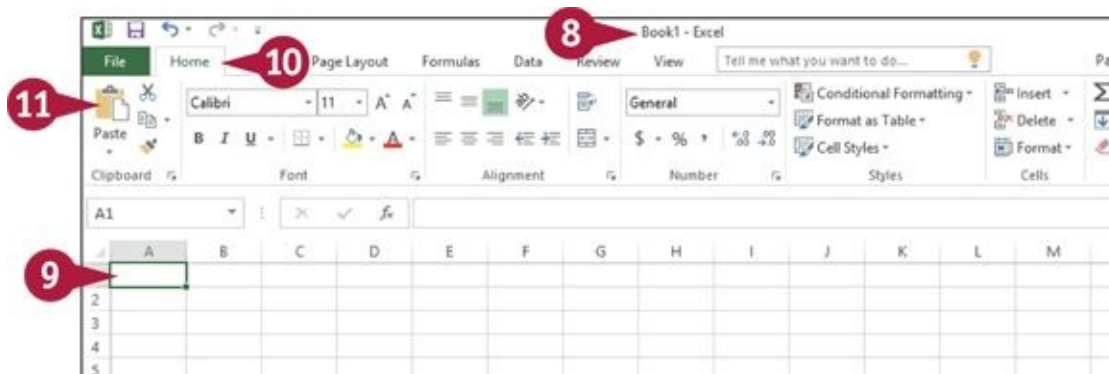 8 Book1 - Excel
File Home 10 Page Layout Formulas Data Review View Tell me what you want to do...
11 Calibri 11 A A General Conditional Formatting Insert
Paste Format as Table Delete
B I U A $ % , Cell Styles Format
Clipboard Font Alignment Number Styles Cells
A1 fx
A B C D E F G H I J K L M
9
2
3
4
5